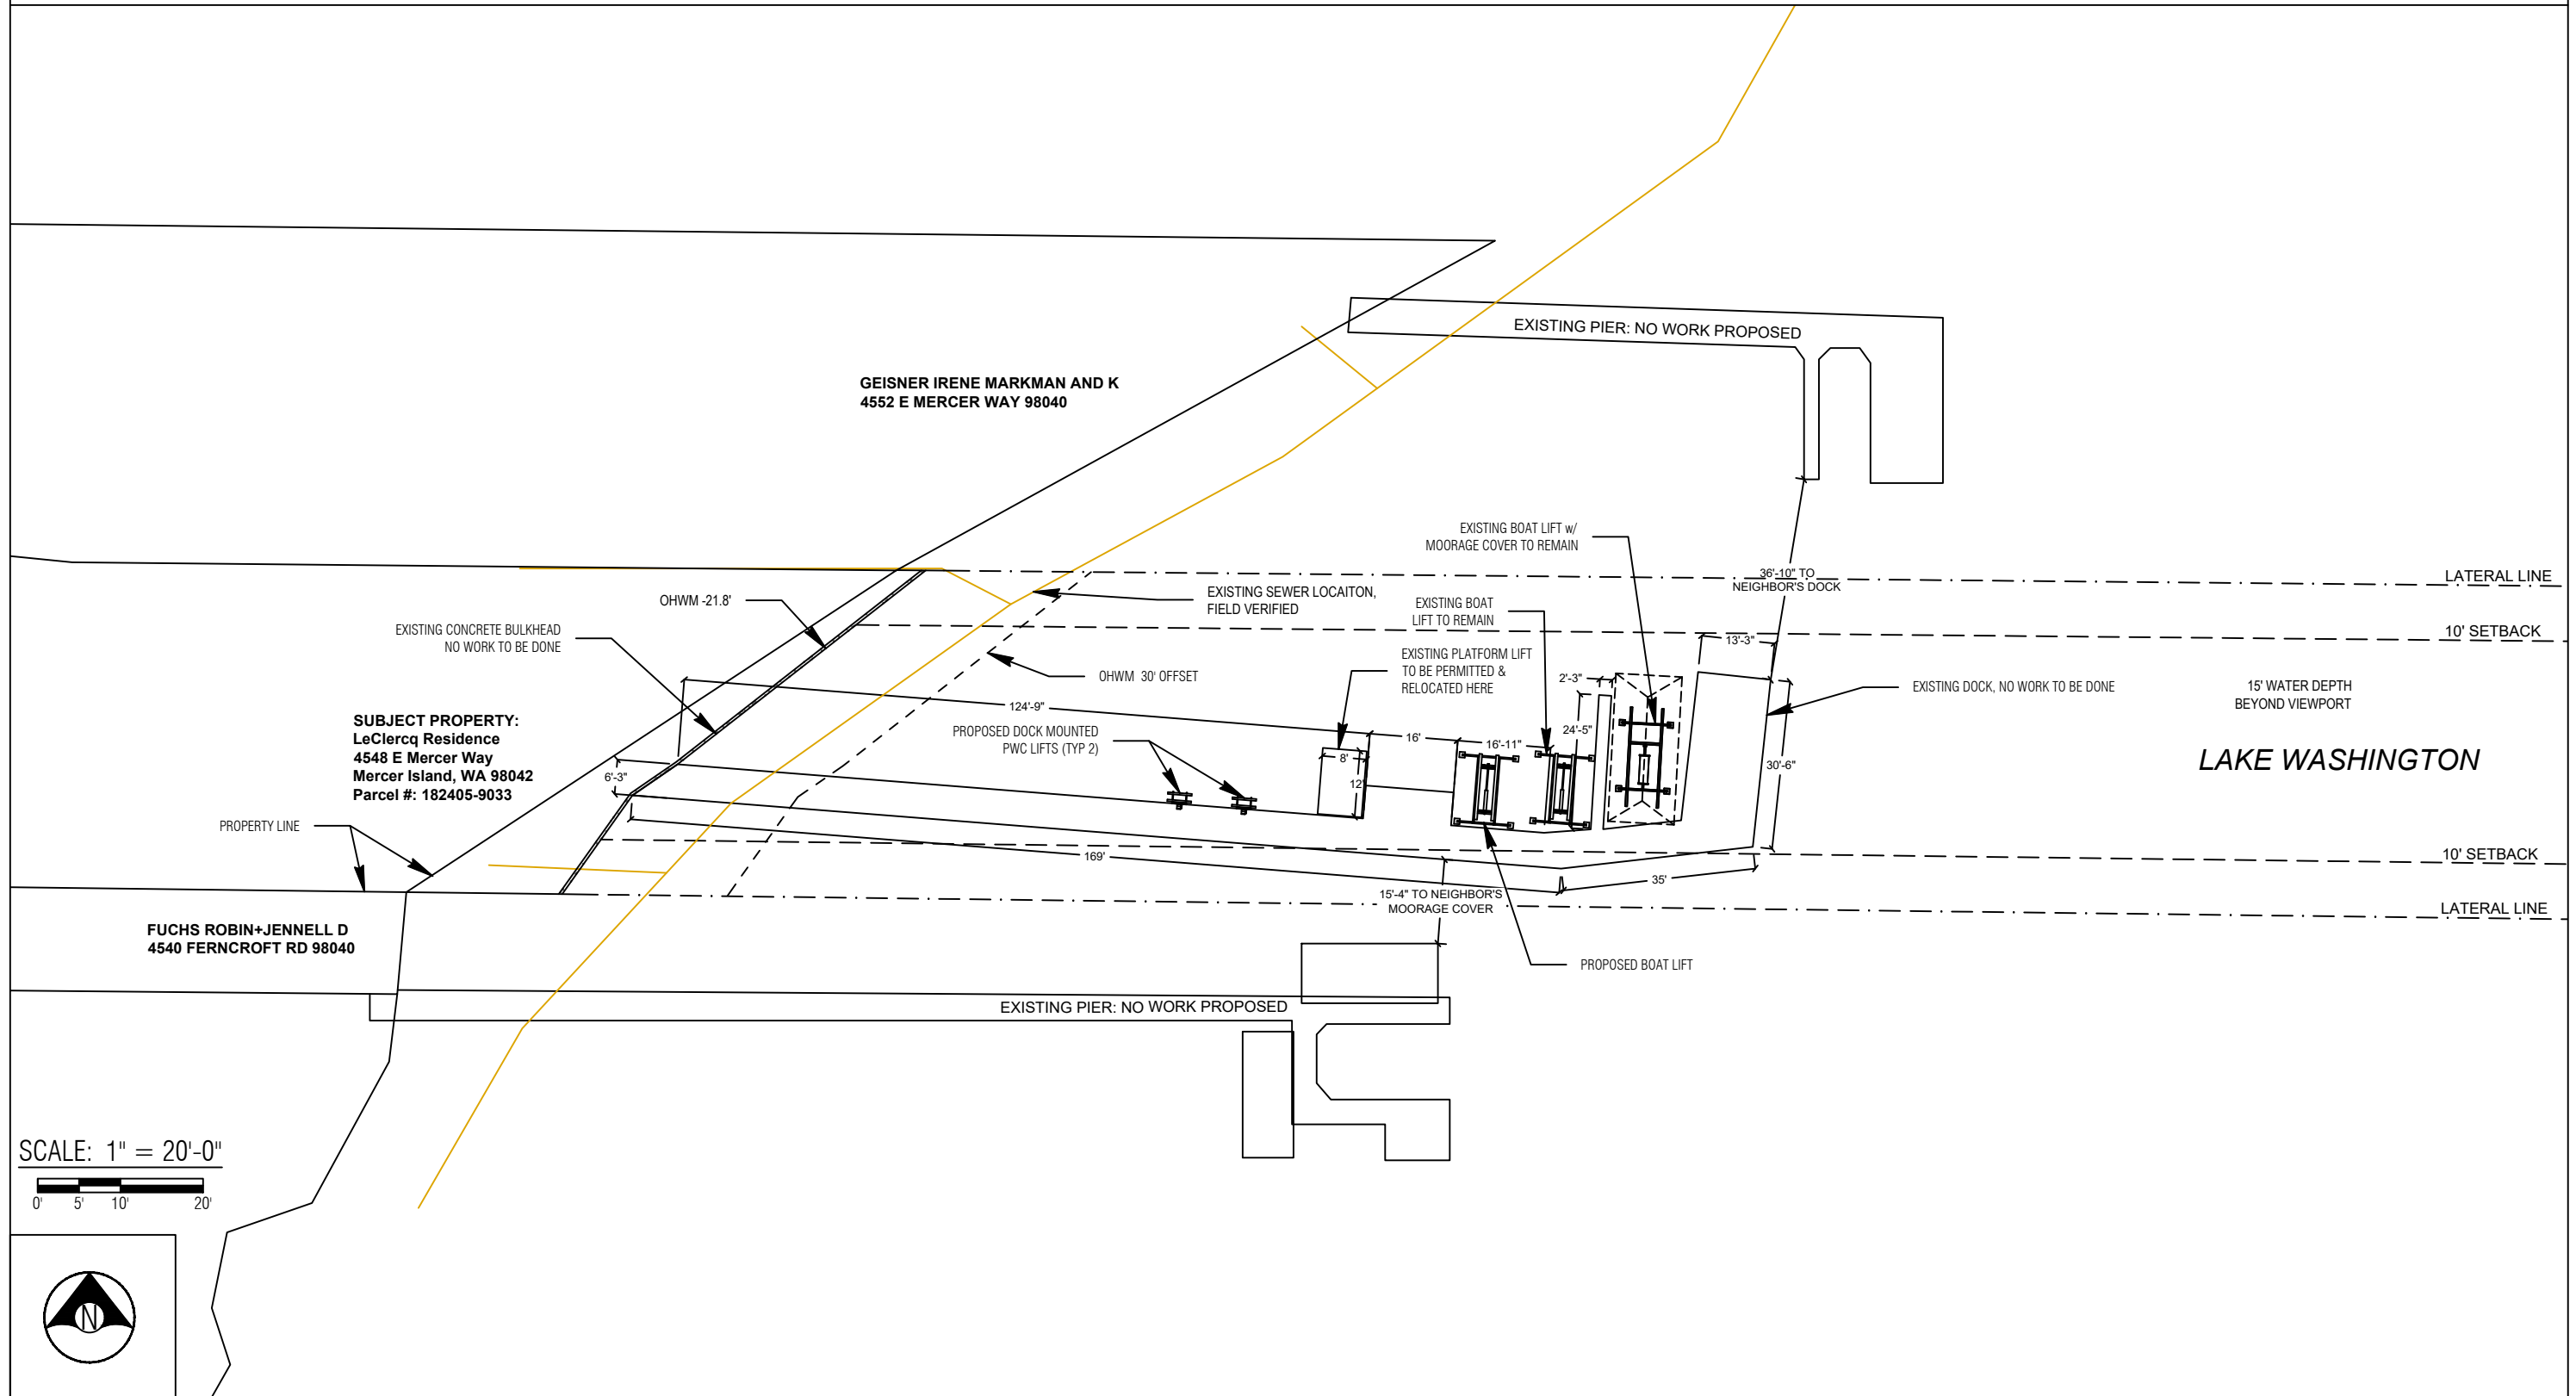 EXISTING PIER: NO WORK PROPOSED
GEISNER IRENE MARKMAN AND K
4552 E MERCER WAY 98040
EXISTING BOAT LIFT w/
MOORAGE COVER TO REMAIN
36'-10" TO
NEIGHBOR'S DOCK
LATERAL LINE
OHWM -21.8'
EXISTING SEWER LOCAITON,
FIELD VERIFIED
EXISTING BOAT
LIFT TO REMAIN
10' SETBACK
EXISTING CONCRETE BULKHEAD
NO WORK TO BE DONE
13'-3"
EXISTING PLATFORM LIFT
TO BE PERMITTED &
RELOCATED HERE
OHWM 30' OFFSET
2'-3"
EXISTING DOCK, NO WORK TO BE DONE
15' WATER DEPTH
BEYOND VIEWPORT
124'-9"
SUBJECT PROPERTY:
LeClercq Residence
4548 E Mercer Way
Mercer Island, WA 98042
Parcel #: 182405-9033
PROPOSED DOCK MOUNTED
PWC LIFTS (TYP 2)
24'-5"
16'
16'-11"
8'
LAKE WASHINGTON
30'-6"
6'-3"
12'
PROPERTY LINE
169'
10' SETBACK
35'
15'-4" TO NEIGHBOR'S
MOORAGE COVER
LATERAL LINE
FUCHS ROBIN+JENNELL D
4540 FERNCROFT RD 98040
PROPOSED BOAT LIFT
EXISTING PIER: NO WORK PROPOSED
SCALE: 1" = 20'-0"
0' 5' 10' 20'
N